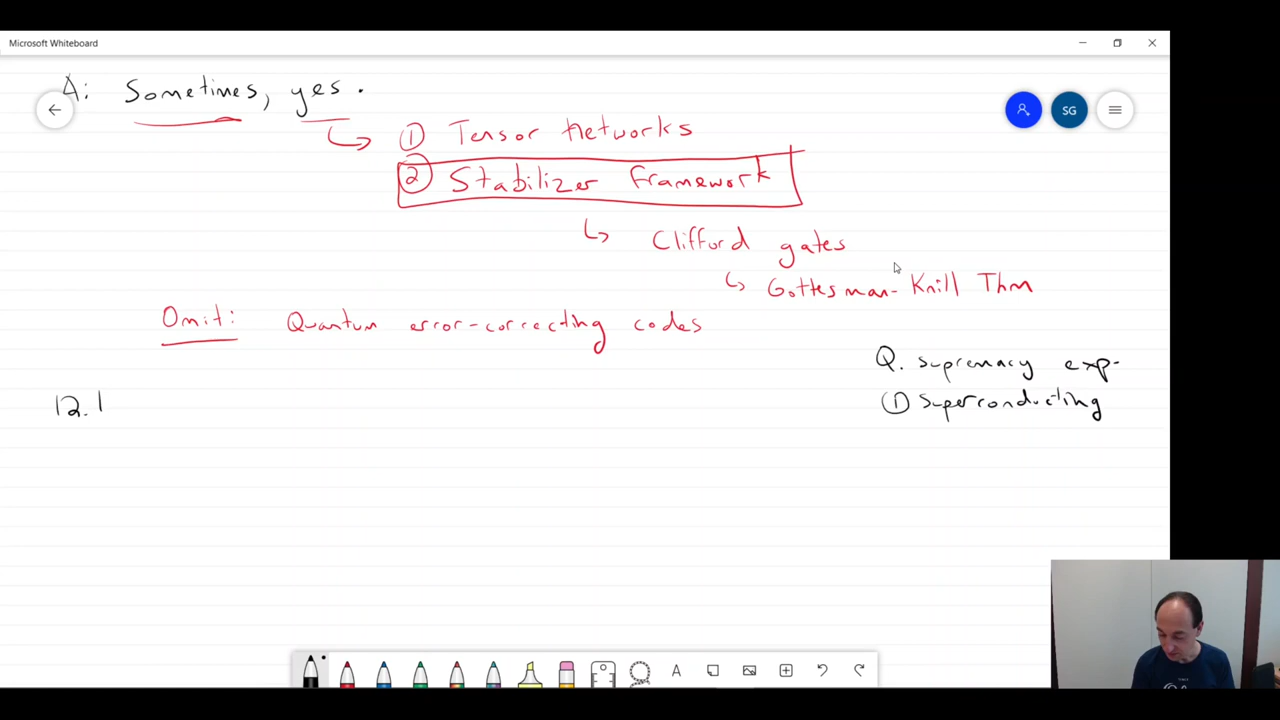 Microsoft Whiteboard
A: Sometimes, yes.
↳ ① Tensor Networks
② Stabilizer Framework
↳ Clifford gates
↳ Gottesman-Knill Thm
Omit: Quantum error-correcting codes
Q. supremacy exp.
① Superconducting
12.1
SG
A